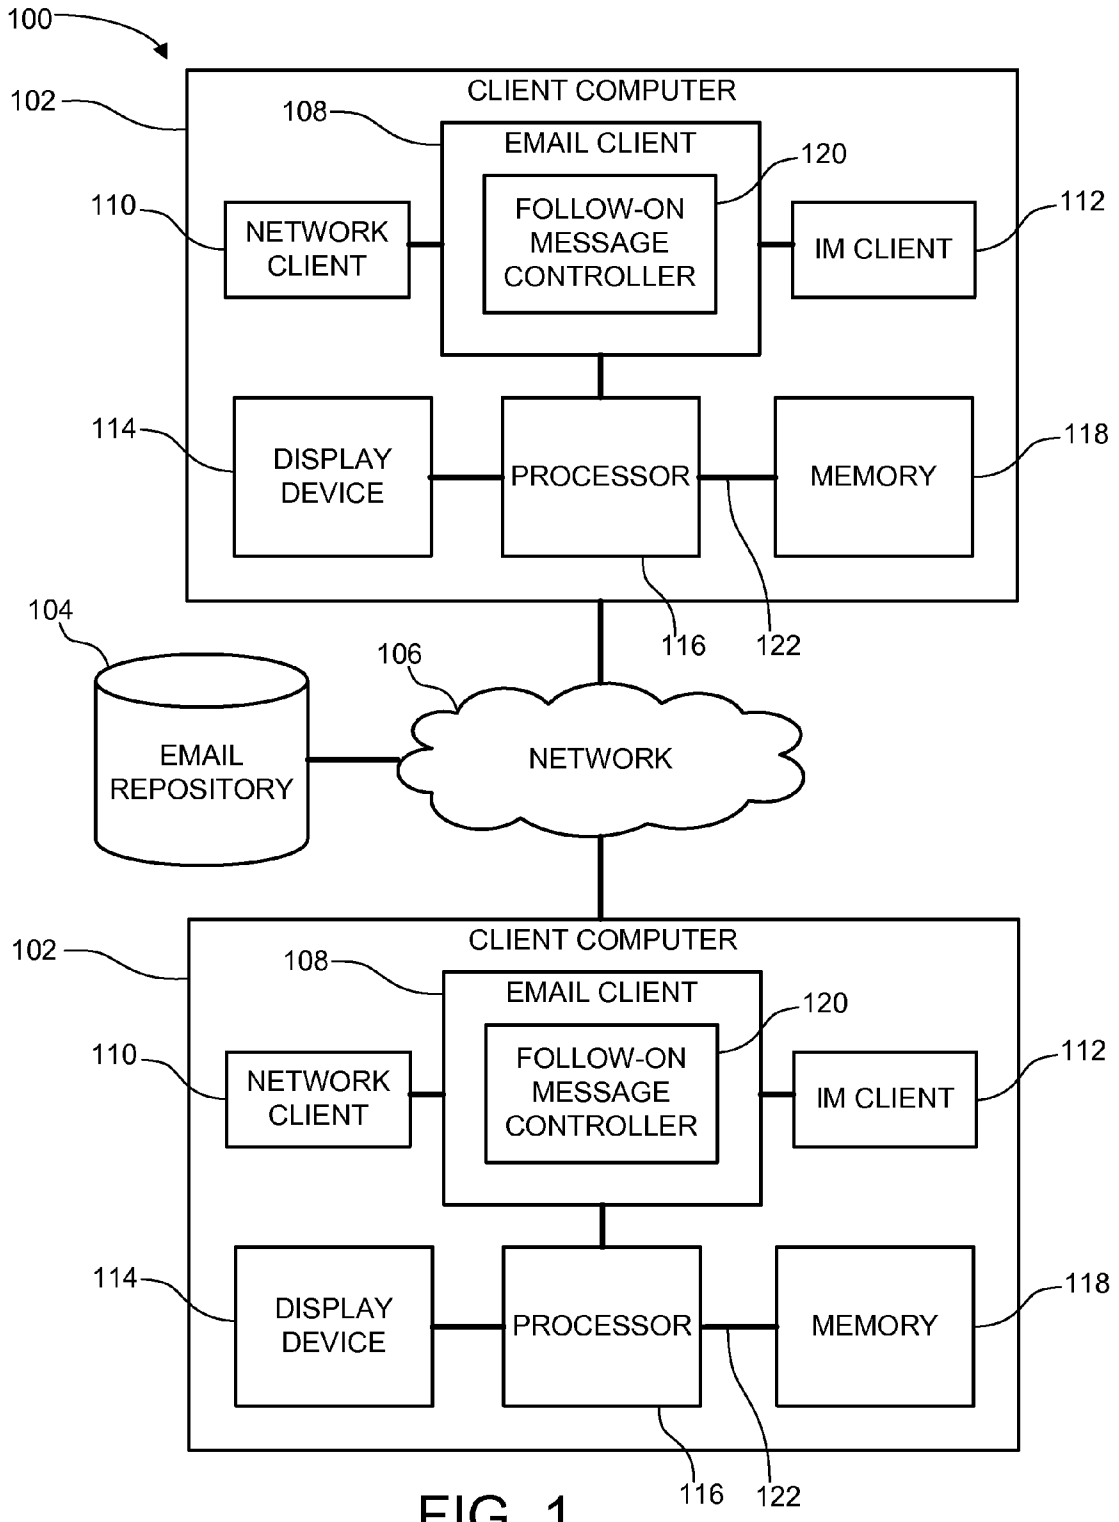 100
CLIENT COMPUTER
102
108
EMAIL CLIENT
120
FOLLOW-ON
MESSAGE
CONTROLLER
110
NETWORK
CLIENT
112
IM CLIENT
114
DISPLAY
DEVICE
PROCESSOR
MEMORY
118
116
122
104
106
EMAIL
REPOSITORY
NETWORK
CLIENT COMPUTER
102
108
EMAIL CLIENT
120
FOLLOW-ON
MESSAGE
CONTROLLER
110
NETWORK
CLIENT
112
IM CLIENT
114
DISPLAY
DEVICE
PROCESSOR
MEMORY
118
116
122
FIG. 1